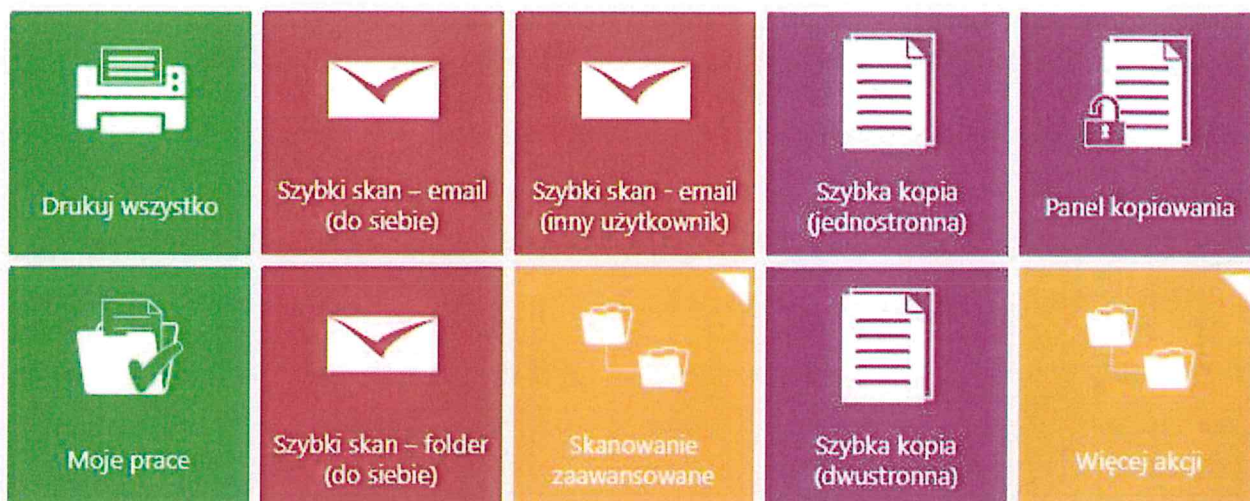 Drukuj wszystko
Szybki skan – email
(do siebie)
Szybki skan - email
(inny użytkownik)
Szybka kopia
(jednostronna)
Panel kopiowania
Moje prace
Szybki skan – folder
(do siebie)
Skanowanie
zaawansowane
Szybka kopia
(dwustronna)
Więcej akcji